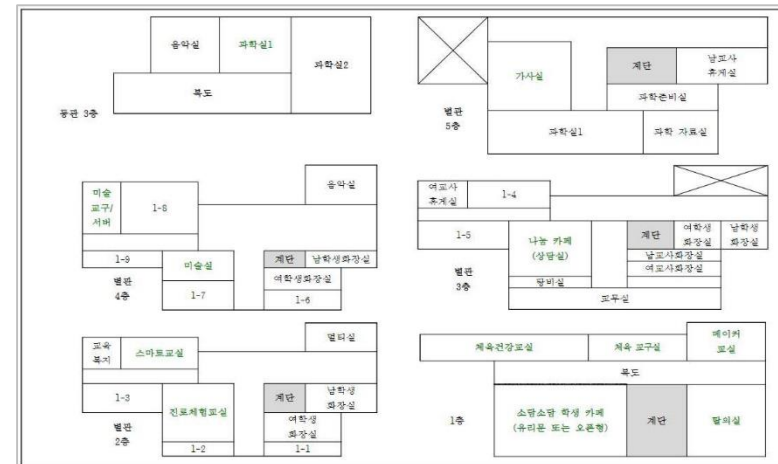 음악실
과학실1
과학실2
복도
동관 3층
가사실
계단
남교사
휴게실
과학준비실
별관
5층
과학실1
과학 자료실
미술
교구/
서버
1-8
음악실
1-9
미술실
계단
남학생화장실
여학생화장실
1-7
1-6
별관
4층
여교사
휴게실
1-4
1-5
나눔 카페
(상담실)
계단
여학생
화장실
남학생
화장실
남교사화장실
여교사화장실
탕비실
교무실
별관
3층
교육
복지
스마트교실
멀티실
1-3
진로체험교실
계단
남학생
화장실
여학생
화장실
1-2
1-1
별관
2층
체육건강교실
체육 교구실
메이커
교실
복도
소담소담 학생 카페
(유리문 또는 오픈형)
계단
탈의실
1층